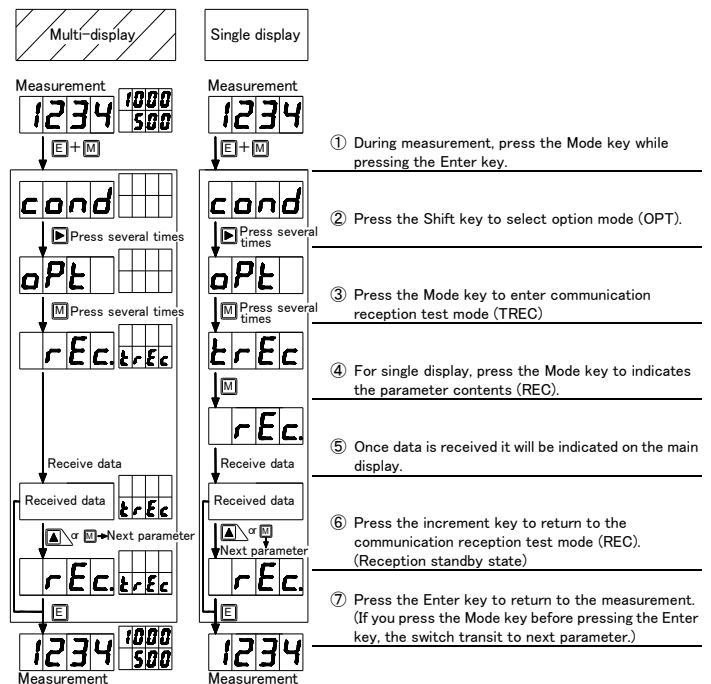 Multi-display
Single display
Measurement
1234 1000
500
E+M
cond
Press several times
oPt
M Press several times
rEc. trEc
Receive data
Received data trEc
or M Next parameter
rEc. trEc
E
1234 1000
500
Measurement
Measurement
1234
E+M
cond
Press several
times
oPt
M Press several
times
trEc
M
rEc.
Receive data
Received data
or M
Next parameter
rEc.
E
1234
Measurement
① During measurement, press the Mode key while
pressing the Enter key.
② Press the Shift key to select option mode (OPT).
③ Press the Mode key to enter communication
reception test mode (TREC)
④ For single display, press the Mode key to indicates
the parameter contents (REC).
⑤ Once data is received it will be indicated on the main
display.
⑥ Press the increment key to return to the
communication reception test mode (REC).
(Reception standby state)
⑦ Press the Enter key to return to the measurement.
(If you press the Mode key before pressing the Enter
key, the switch transit to next parameter.)